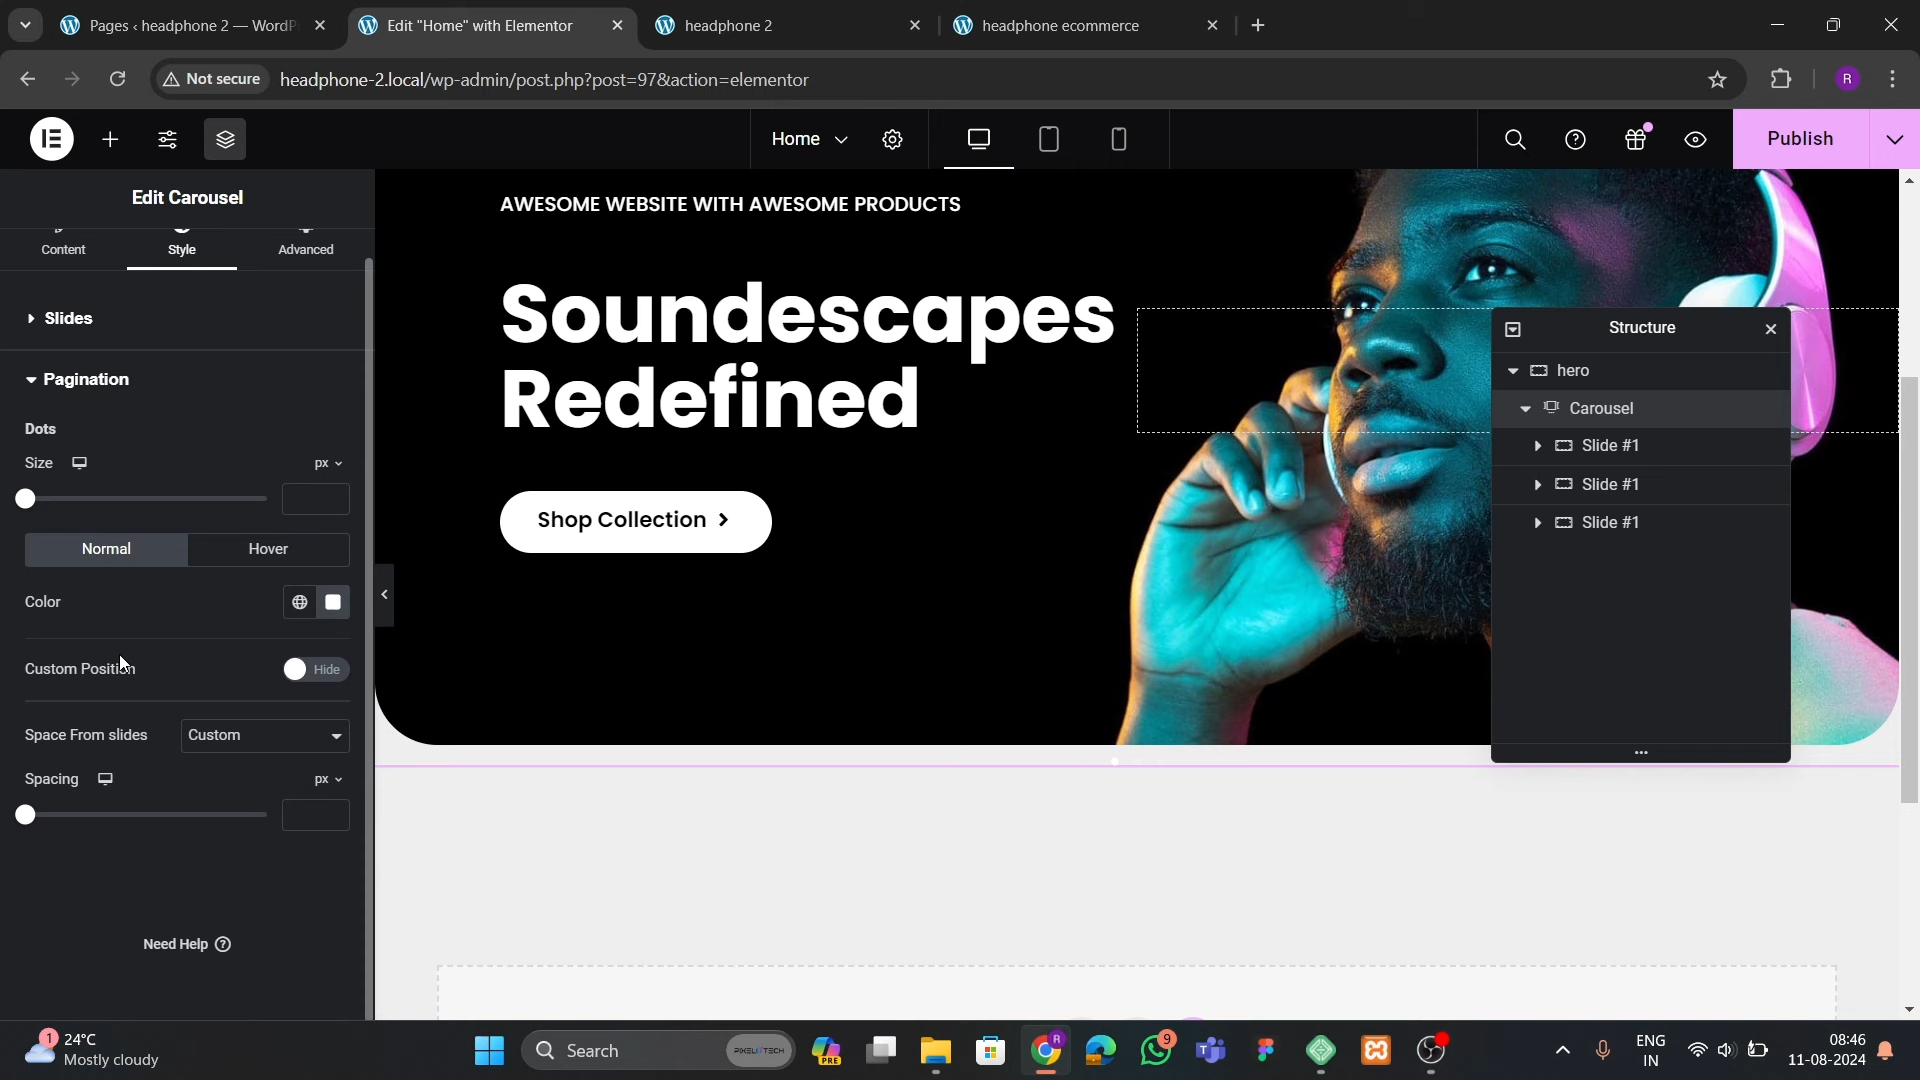 Pages ‹ headphone 2 — WordP
Edit "Home" with Elementor
headphone 2
headphone ecommerce
Not secure
headphone-2.local/wp-admin/post.php?post=97&action=elementor
R
Home
Publish
Edit Carousel
Content
Style
Advanced
Slides
Pagination
Dots
Size
px
Normal
Hover
Color
Custom Position
Hide
Space From slides
Custom
Spacing
px
Need Help
AWESOME WEBSITE WITH AWESOME PRODUCTS
Soundescapes
Redefined
Shop Collection
Structure
hero
Carousel
Slide #1
Slide #1
Slide #1
1
24°C
Mostly cloudy
Search
PIXELIITECH
PRE
R
9
ENG
IN
08:46
11-08-2024